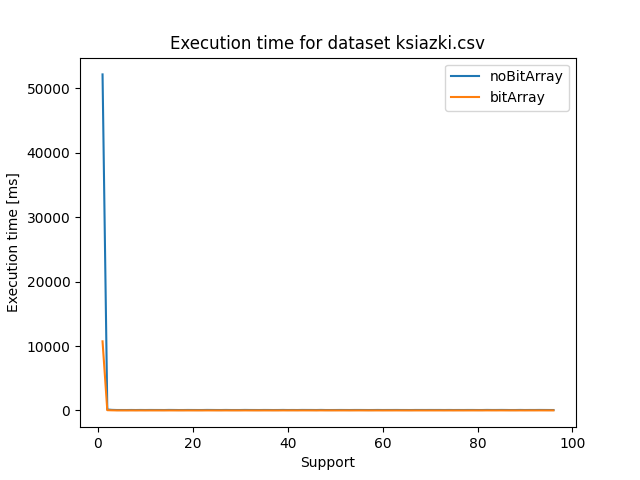 Execution time for dataset ksiazki.csv
noBitArray
bitArray
Execution time [ms]
50000
40000
30000
20000
10000
0
0 20 40 60 80 100
Support